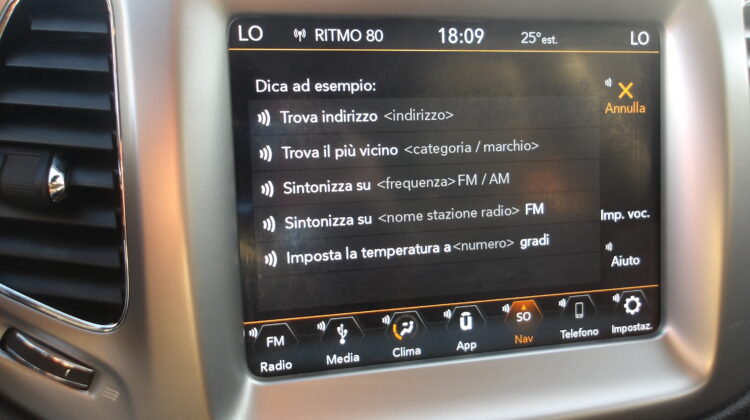 LO RITMO 80 18:09 25° est. LO
Dica ad esempio:
Trova indirizzo <indirizzo>
Trova il più vicino <categoria / marchio>
Sintonizza su <frequenza> FM / AM
Sintonizza su <nome stazione radio> FM
Imposta la temperatura a <numero> gradi
Annulla
Imp. voc.
Aiuto
FM
Radio
Media
Clima
App
SO
Nav
Telefono
Impostaz.